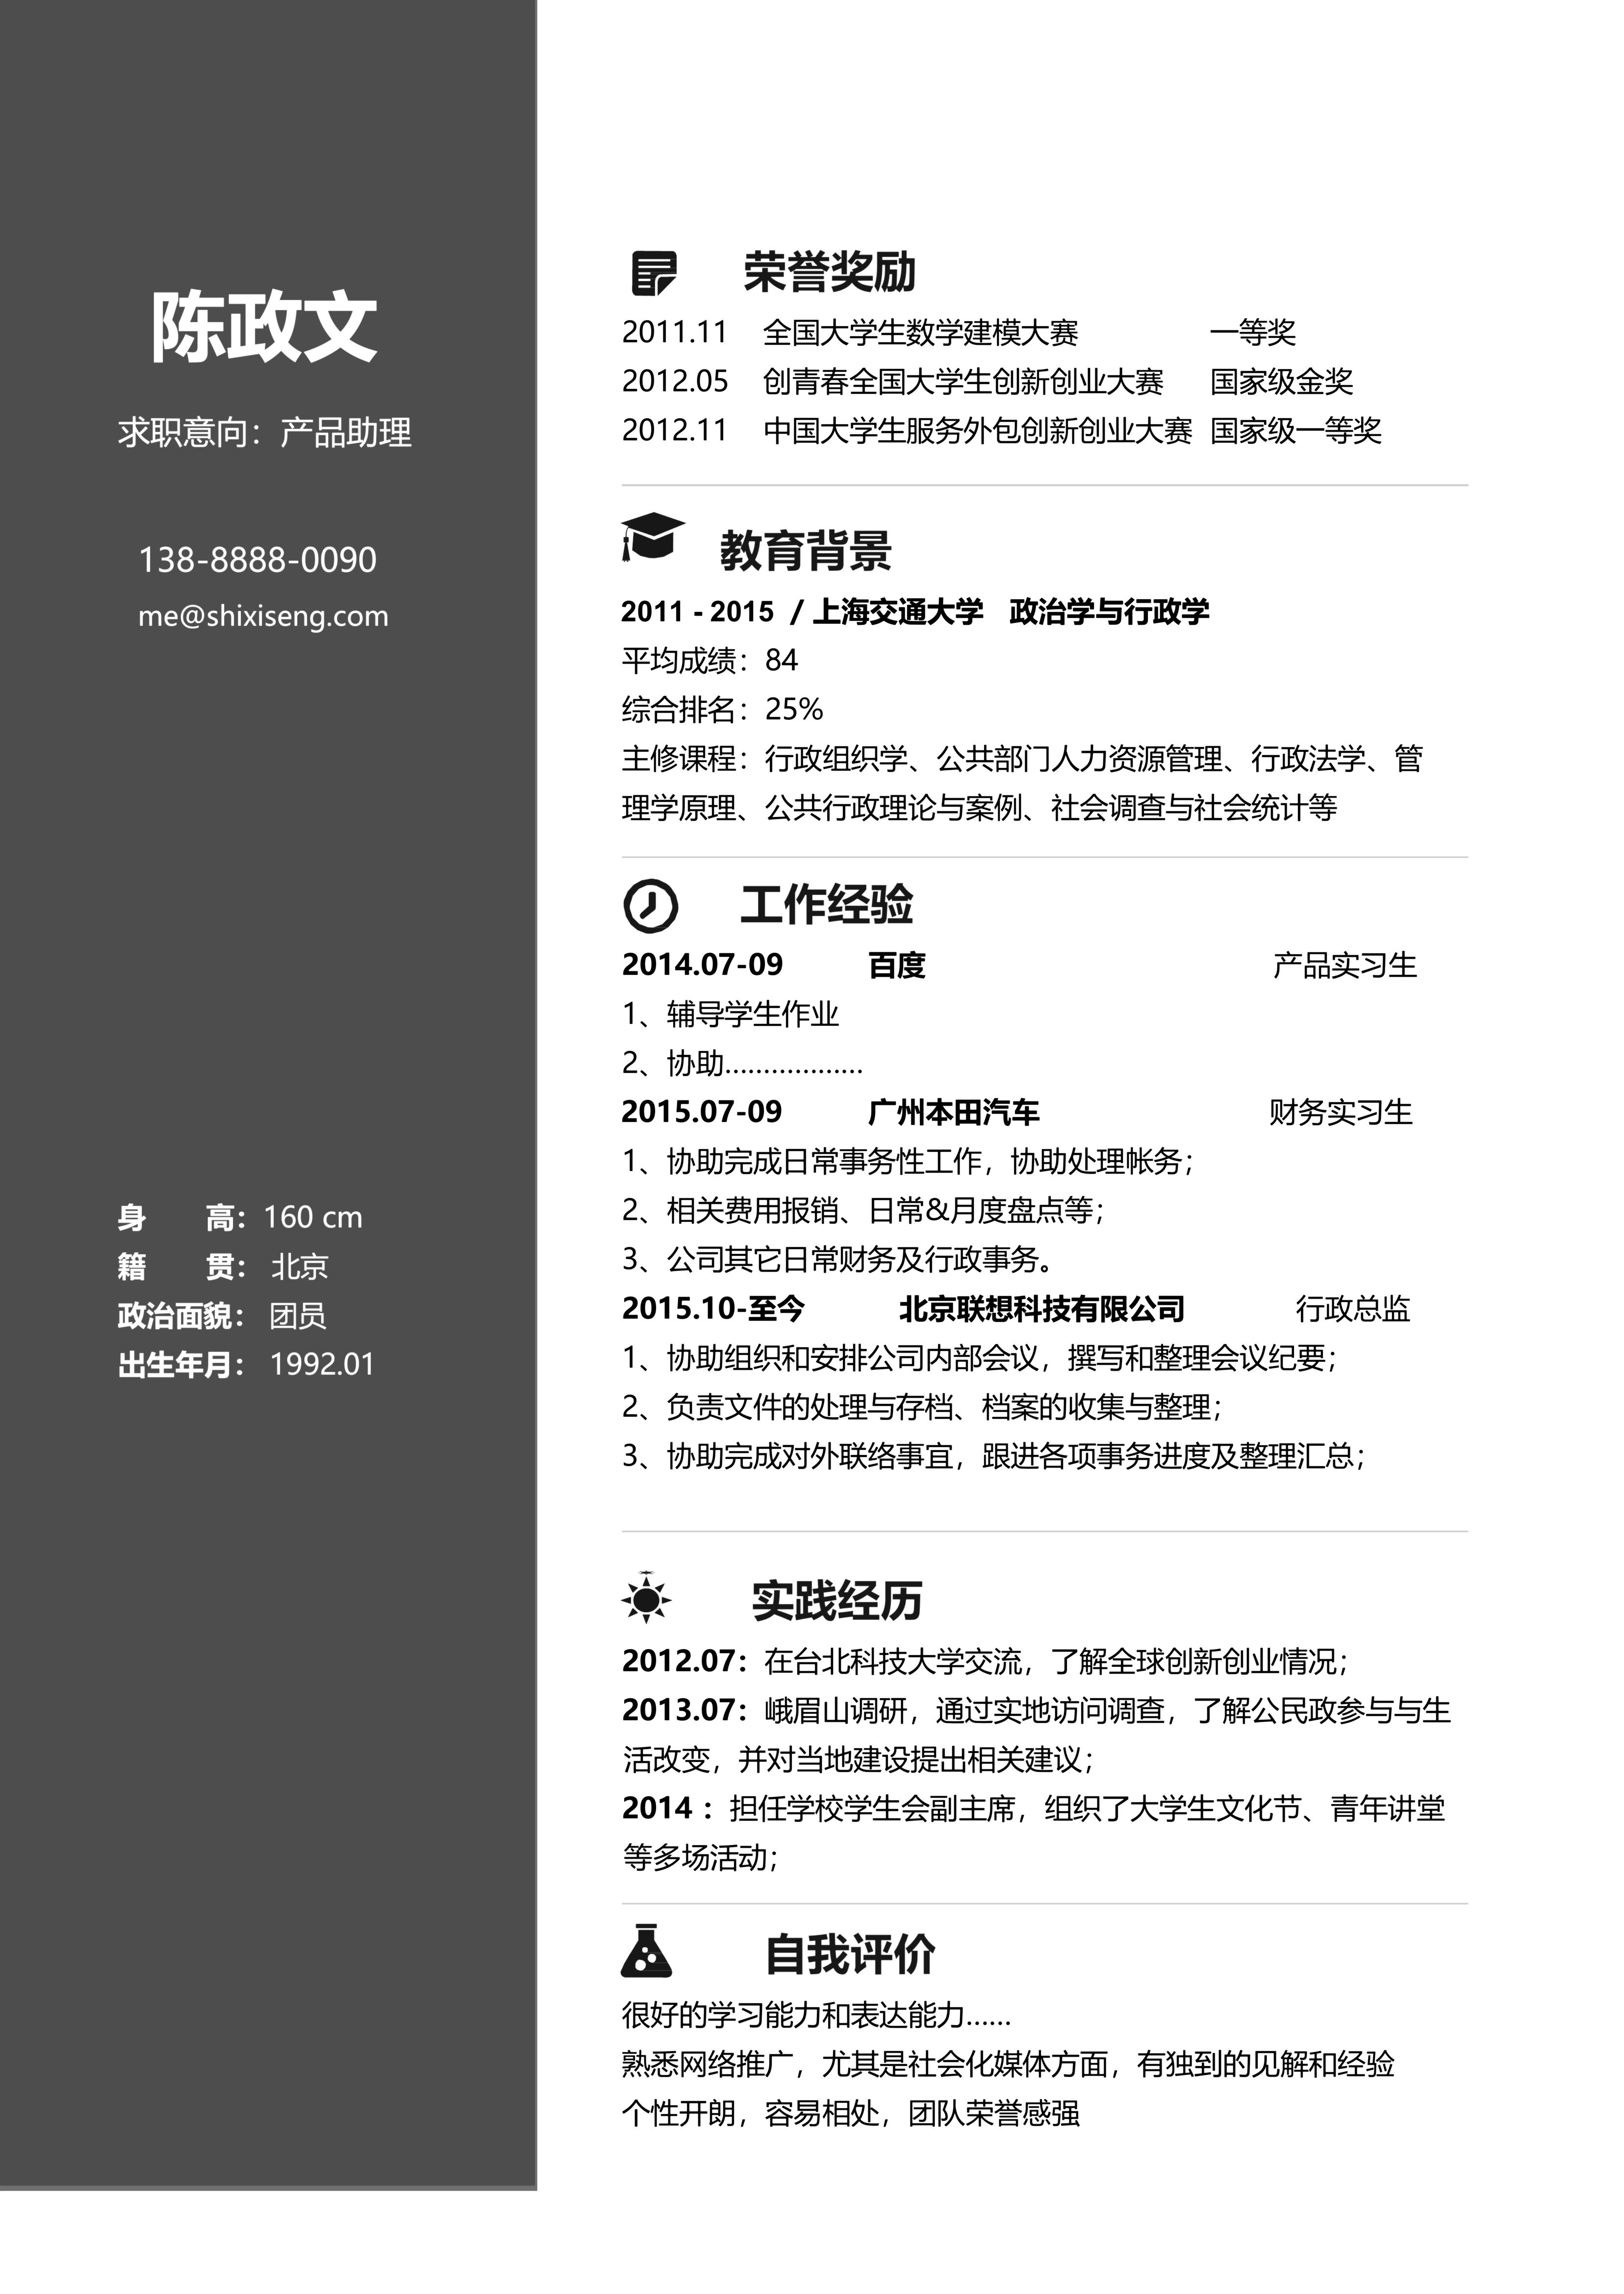 陈政文
求职意向：产品助理
138-8888-0090
me@shixiseng.com
身　　高：160 cm
籍　　贯： 北京
政治面貌： 团员
出生年月： 1992.01
荣誉奖励
2011.11 全国大学生数学建模大赛 一等奖
2012.05 创青春全国大学生创新创业大赛 国家级金奖
2012.11 中国大学生服务外包创新创业大赛 国家级一等奖
教育背景
2011 - 2015 / 上海交通大学 政治学与行政学
平均成绩：84
综合排名：25%
主修课程：行政组织学、公共部门人力资源管理、行政法学、管
理学原理、公共行政理论与案例、社会调查与社会统计等
工作经验
2014.07-09 百度 产品实习生
1、辅导学生作业
2、协助..................
2015.07-09 广州本田汽车 财务实习生
1、协助完成日常事务性工作，协助处理帐务；
2、相关费用报销、日常&月度盘点等；
3、公司其它日常财务及行政事务。
2015.10-至今 北京联想科技有限公司 行政总监
1、协助组织和安排公司内部会议，撰写和整理会议纪要；
2、负责文件的处理与存档、档案的收集与整理；
3、协助完成对外联络事宜，跟进各项事务进度及整理汇总；
实践经历
2012.07：在台北科技大学交流，了解全球创新创业情况；
2013.07：峨眉山调研，通过实地访问调查，了解公民政参与与生
活改变，并对当地建设提出相关建议；
2014 ：担任学校学生会副主席，组织了大学生文化节、青年讲堂
等多场活动；
自我评价
很好的学习能力和表达能力......
熟悉网络推广，尤其是社会化媒体方面，有独到的见解和经验
个性开朗，容易相处，团队荣誉感强